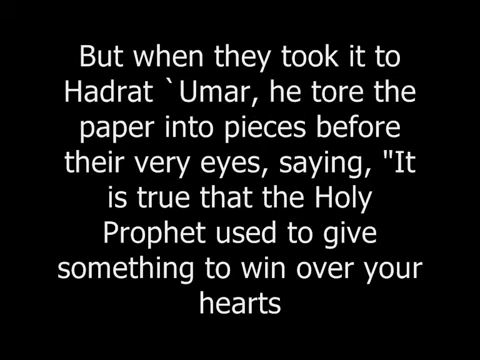 But when they took it to
Hadrat `Umar, he tore the
paper into pieces before
their very eyes, saying, "It
is true that the Holy
Prophet used to give
something to win over your
hearts